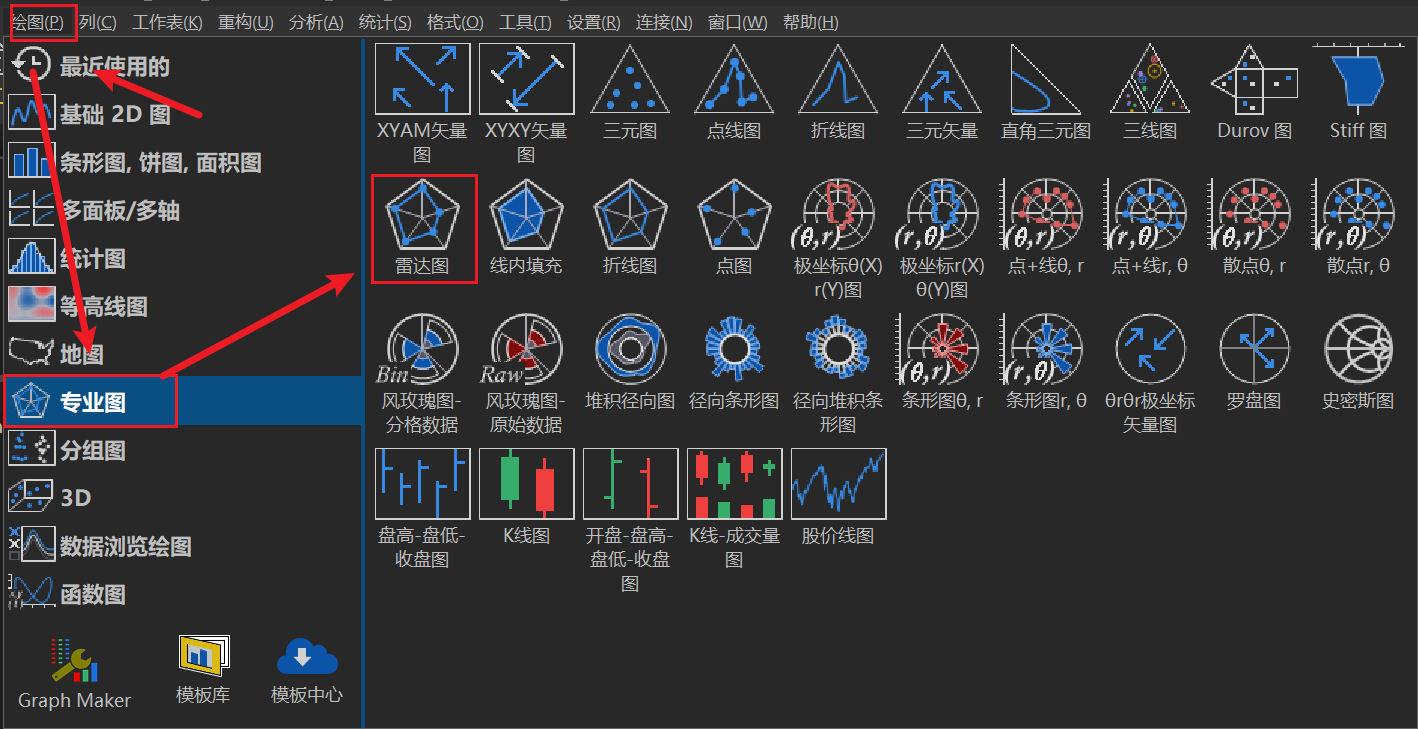 绘图(P) 列(C) 工作表(K) 重构(U) 分析(A) 统计(S) 格式(O) 工具(T) 设置(R) 连接(N) 窗口(W) 帮助(H)
最近使用的
基础 2D 图
条形图, 饼图, 面积图
多面板/多轴
统计图
等高线图
地图
专业图
分组图
3D
数据浏览绘图
函数图
Graph Maker
模板库
模板中心
XYAM矢量
图
XYXY矢量
图
三元图
点线图
折线图
三元矢量
直角三元图
三线图
Durov 图
Stiff 图
雷达图
线内填充
折线图
点图
(θ,r)
极坐标θ(X)
r(Y)图
(r,θ)
极坐标r(X)
θ(Y)图
(θ,r)
点+线θ, r
(r,θ)
点+线r, θ
(θ,r)
散点θ, r
(r,θ)
散点r, θ
Bin
风玫瑰图-
分格数据
Raw
风玫瑰图-
原始数据
堆积径向图
径向条形图
径向堆积条
形图
(θ,r)
条形图θ, r
(r,θ)
条形图r, θ
θrθr极坐标
矢量图
罗盘图
史密斯图
盘高-盘低-
收盘图
K线图
开盘-盘高-
盘低-收盘
图
K线-成交量
图
股价线图